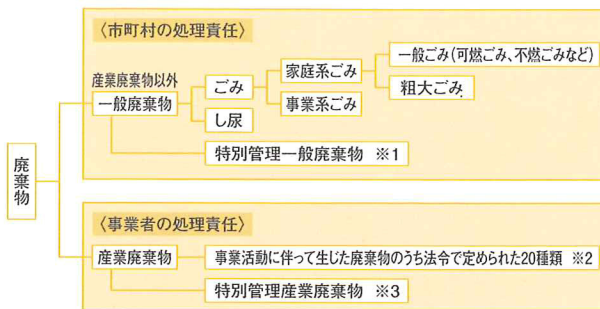 〈市町村の処理責任〉
産業廃棄物以外
一般廃棄物
ごみ
し尿
家庭系ごみ
事業系ごみ
一般ごみ(可燃ごみ、不燃ごみなど)
粗大ごみ
特別管理一般廃棄物 ※1
廃棄物
〈事業者の処理責任〉
産業廃棄物
事業活動に伴って生じた廃棄物のうち法令で定められた20種類 ※2
特別管理産業廃棄物 ※3